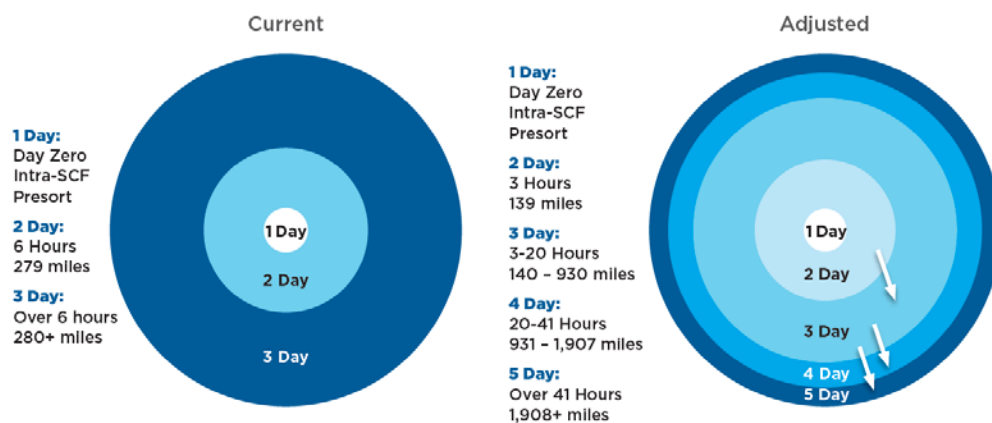 Current
1 Day:
Day Zero
Intra-SCF
Presort
2 Day:
6 Hours
279 miles
3 Day:
Over 6 hours
280+ miles
1 Day
2 Day
3 Day
Adjusted
1 Day:
Day Zero
Intra-SCF
Presort
2 Day:
3 Hours
139 miles
3 Day:
3-20 Hours
140 – 930 miles
4 Day:
20-41 Hours
931 – 1,907 miles
5 Day:
Over 41 Hours
1,908+ miles
1 Day
2 Day
3 Day
4 Day
5 Day